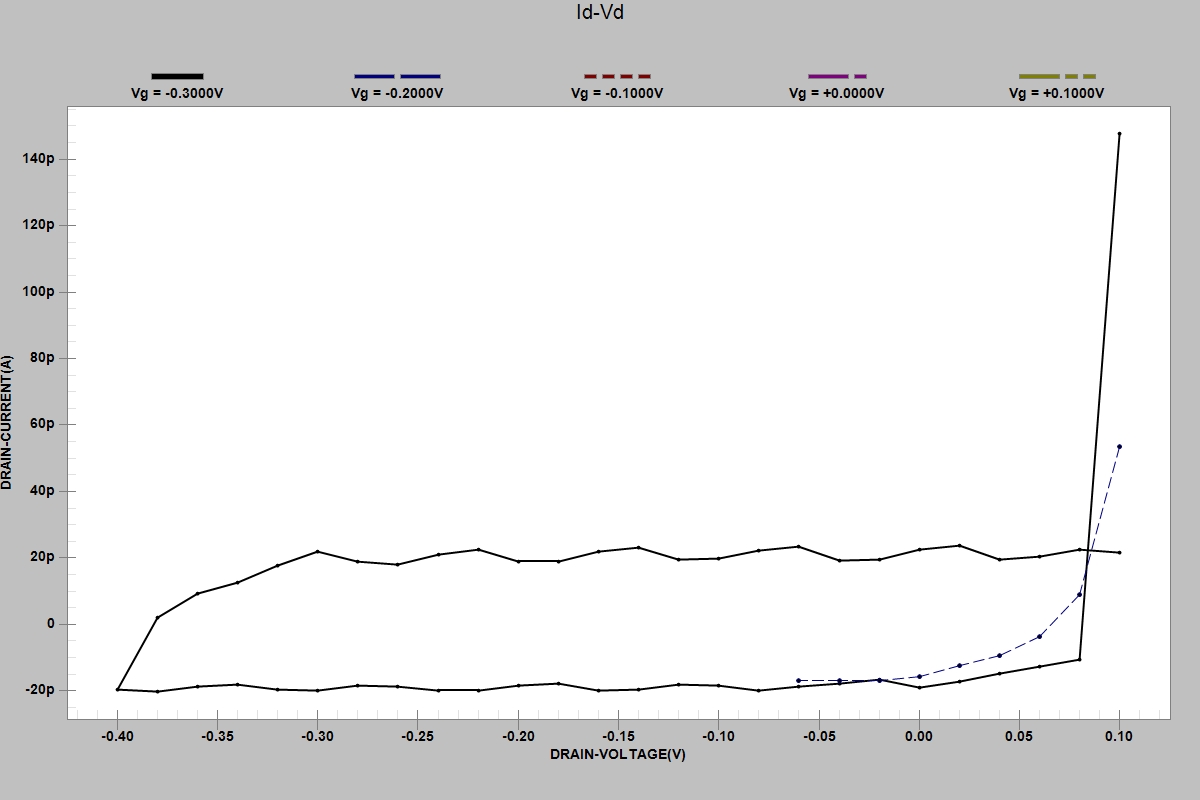 Id-Vd
Vg = -0.3000V
Vg = -0.2000V
Vg = -0.1000V
Vg = +0.0000V
Vg = +0.1000V
DRAIN-CURRENT(A)
140p
120p
100p
80p
60p
40p
20p
0
-20p
-0.40
-0.35
-0.30
-0.25
-0.20
-0.15
-0.10
-0.05
0.00
0.05
0.10
DRAIN-VOLTAGE(V)